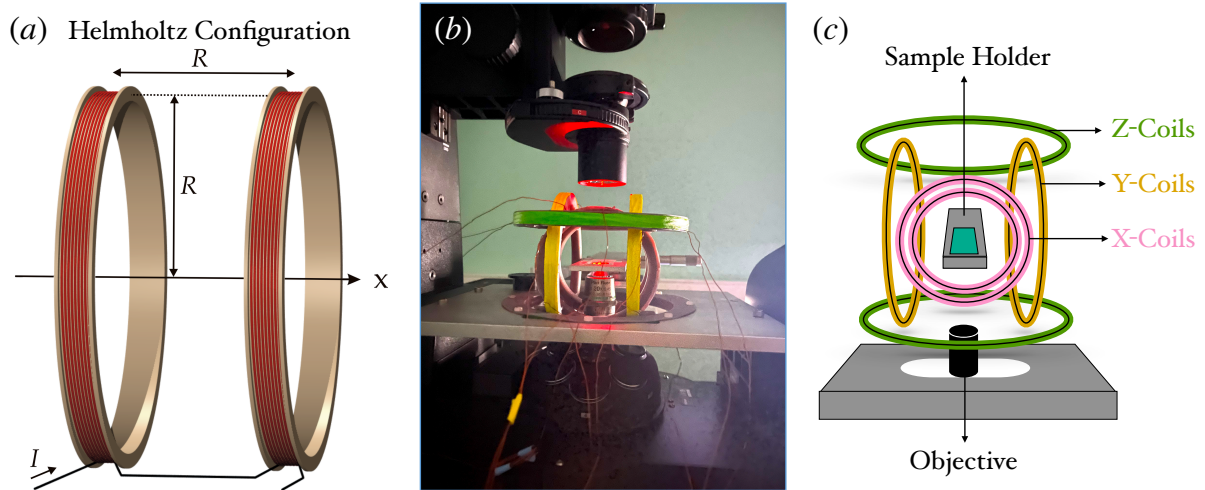 (a) Helmholtz Configuration
R
R
x
I
(b)
(c)
Sample Holder
Z-Coils
Y-Coils
X-Coils
Objective